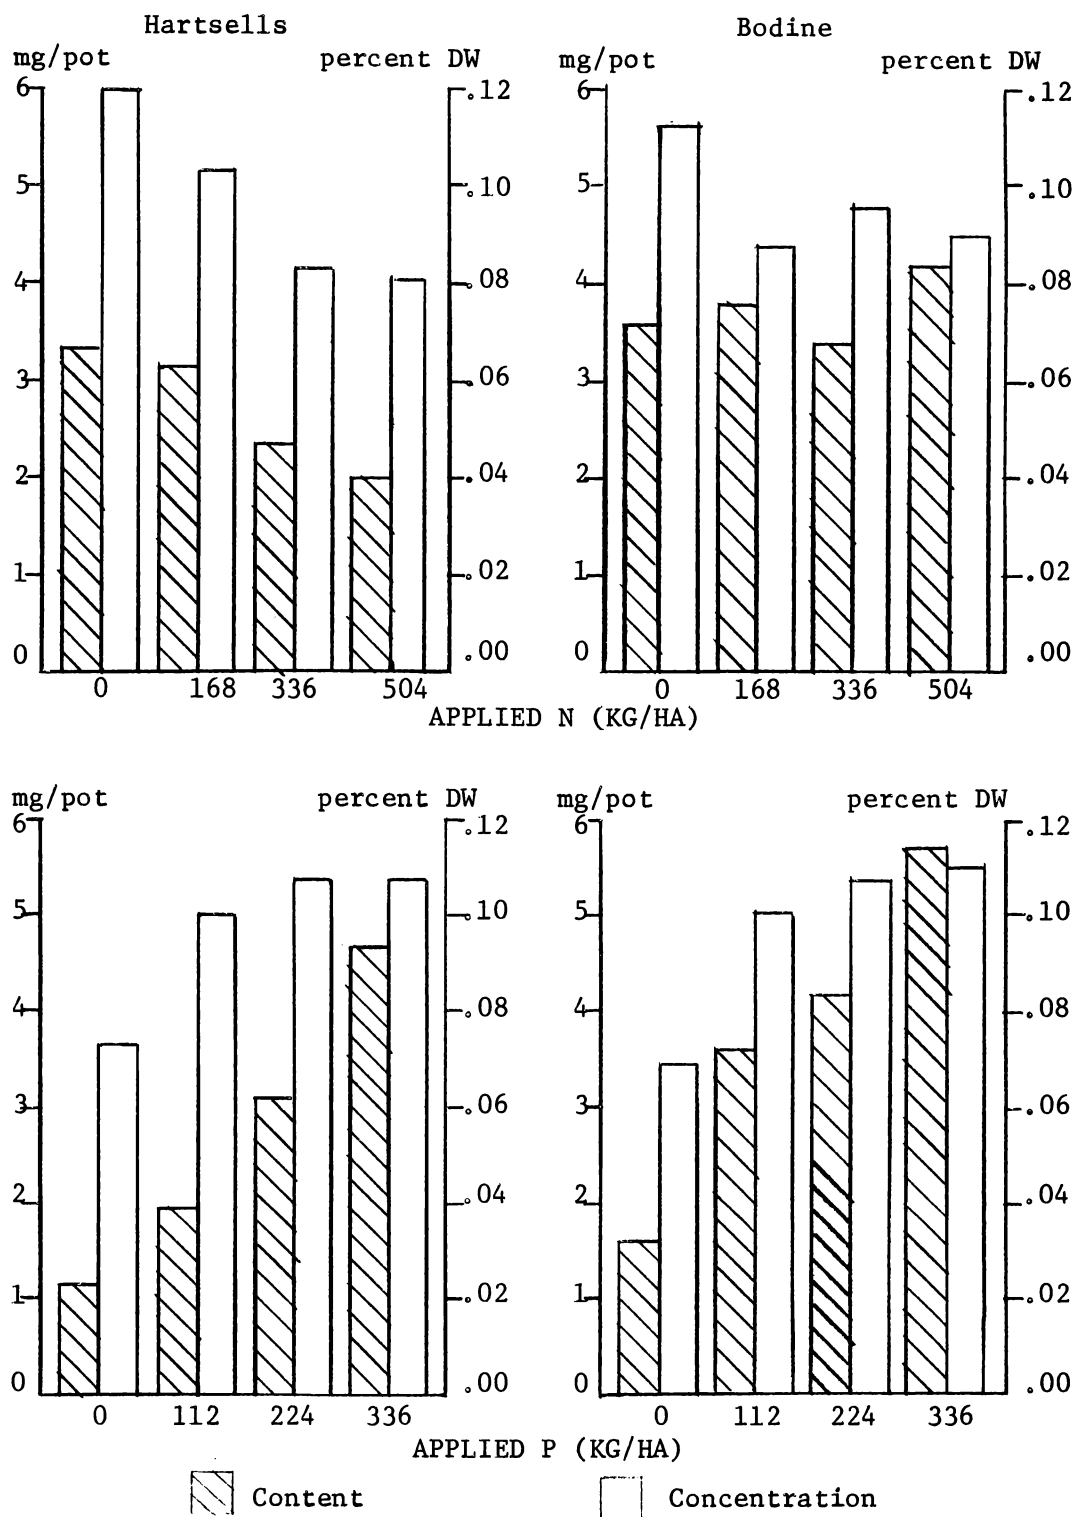 Hartsells
Bodine
mg/pot percent DW
mg/pot percent DW
6 .12
5 .10
4 .08
3 .06
2 .04
1 .02
0 .00
0 168 336 504
6 .12
5 .10
4 .08
3 .06
2 .04
1 .02
0 .00
0 168 336 504
APPLIED N (KG/HA)
mg/pot percent DW
mg/pot percent DW
6 .12
5 .10
4 .08
3 .06
2 .04
1 .02
0 .00
0 112 224 336
6 .12
5 .10
4 .08
3 .06
2 .04
1 .02
0 .00
0 112 224 336
APPLIED P (KG/HA)
Content Concentration